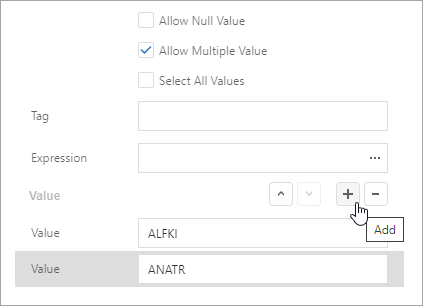 Allow Null Value
Allow Multiple Value
Select All Values
Tag
Expression ...
Value
Add
Value ALFKI
Value ANATR